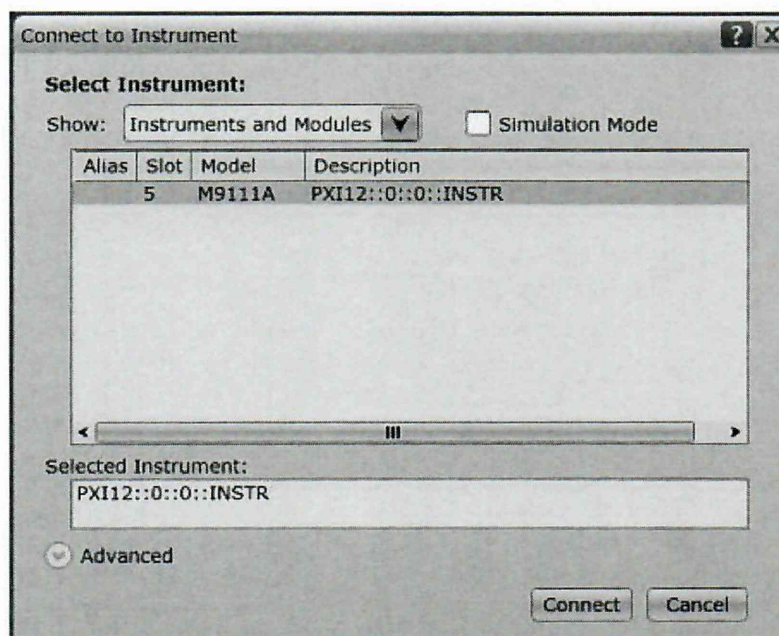 Connect to Instrument
Select Instrument:
Show: Instruments and Modules Simulation Mode
Alias Slot Model Description
5 M9111A PXI12::0::0::INSTR
Selected Instrument:
PXI12::0::0::INSTR
Advanced
Connect Cancel